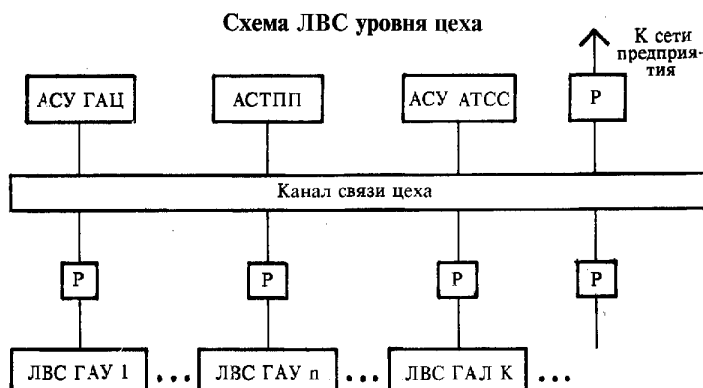 Схема ЛВС уровня цеха
К сети
предприя-
тия
АСУ ГАЦ
АСТПП
АСУ АТСС
Р
Канал связи цеха
Р
Р
Р
Р
ЛВС ГАУ 1 ...
ЛВС ГАУ n ...
ЛВС ГАЛ К ...